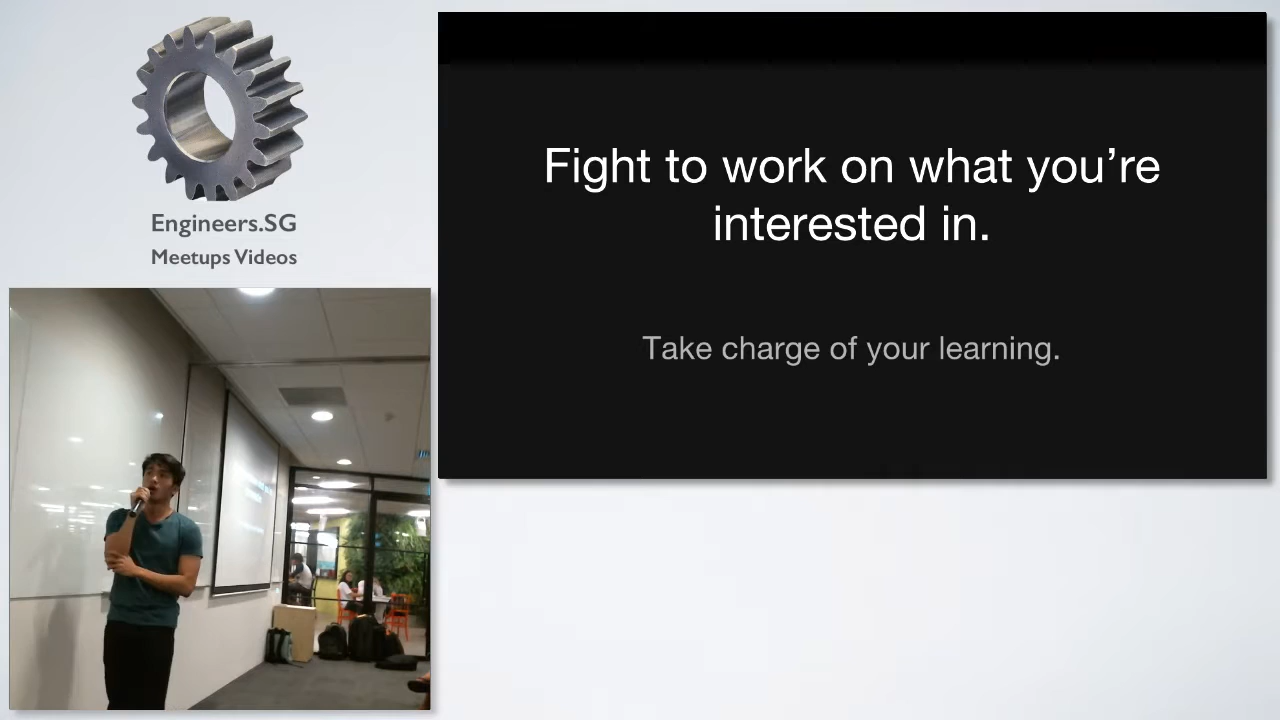 Engineers.SG
Meetups Videos
Fight to work on what you’re
interested in.
Take charge of your learning.